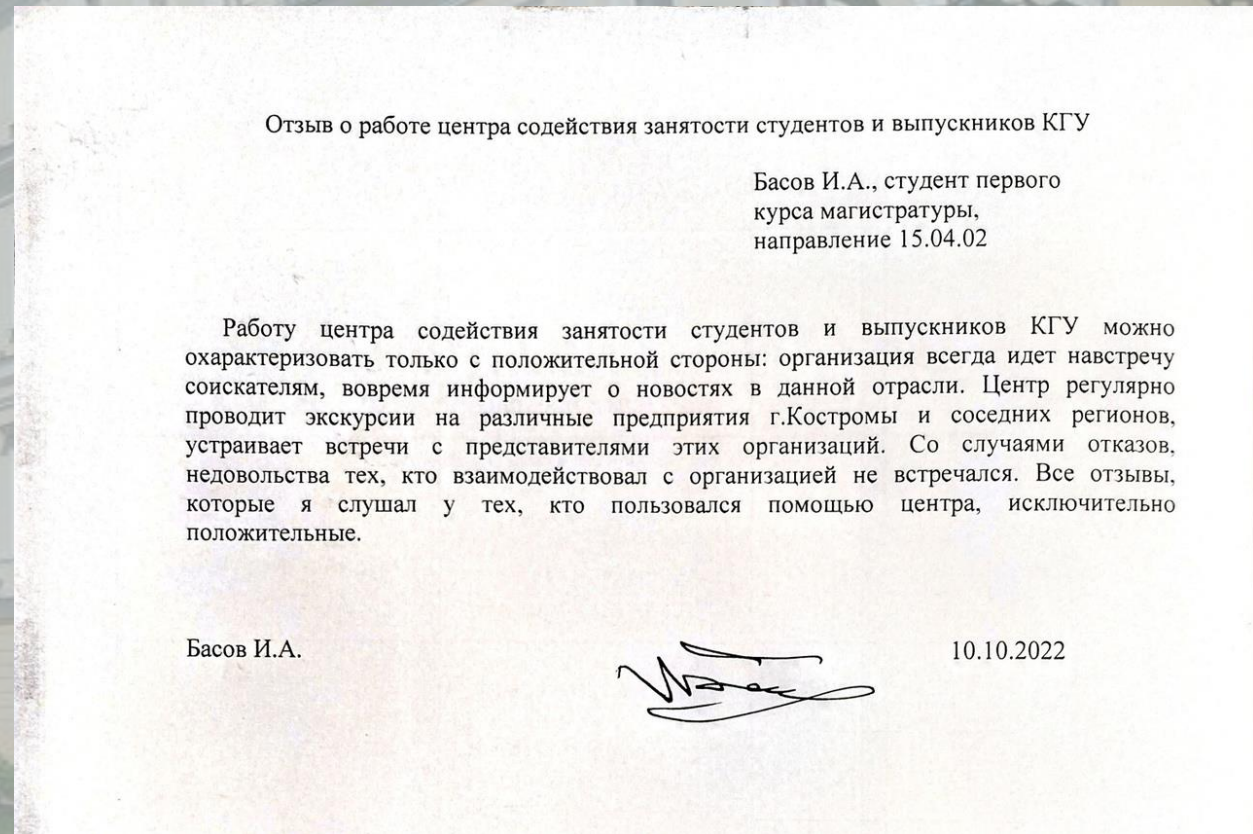 Отзыв о работе центра содействия занятости студентов и выпускников КГУ
Басов И.А., студент первого
курса магистратуры,
направление 15.04.02
Работу центра содействия занятости студентов и выпускников КГУ можно
охарактеризовать только с положительной стороны: организация всегда идет навстречу
соискателям, вовремя информирует о новостях в данной отрасли. Центр регулярно
проводит экскурсии на различные предприятия г.Костромы и соседних регионов,
устраивает встречи с представителями этих организаций. Со случаями отказов,
недовольства тех, кто взаимодействовал с организацией не встречался. Все отзывы,
которые я слушал у тех, кто пользовался помощью центра, исключительно
положительные.
Басов И.А. 10.10.2022